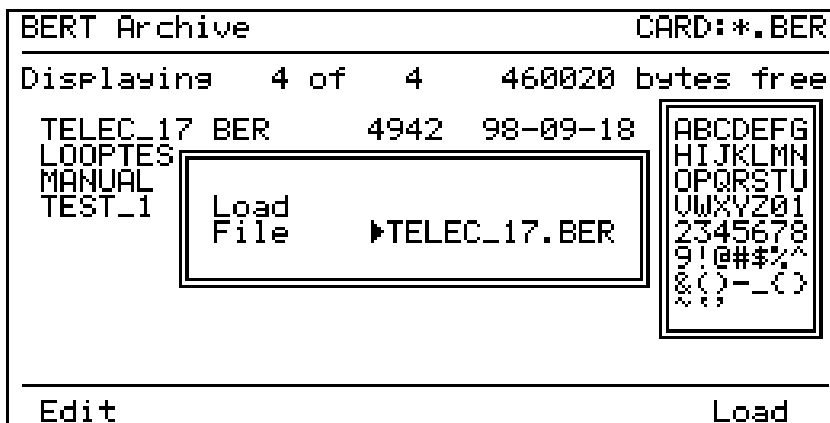 BERT Archive CARD:*.BER
Displaying 4 of 4 460020 bytes free
TELEC_17 BER 4942 98-09-18
LOOPTES
MANUAL
TEST_1
Load
File ▶TELEC_17.BER
ABCDEFG
HIJKLMN
OPQRSTU
VWXYZ01
2345678
9!@#$%^
&()-_{}
~`'
Edit Load